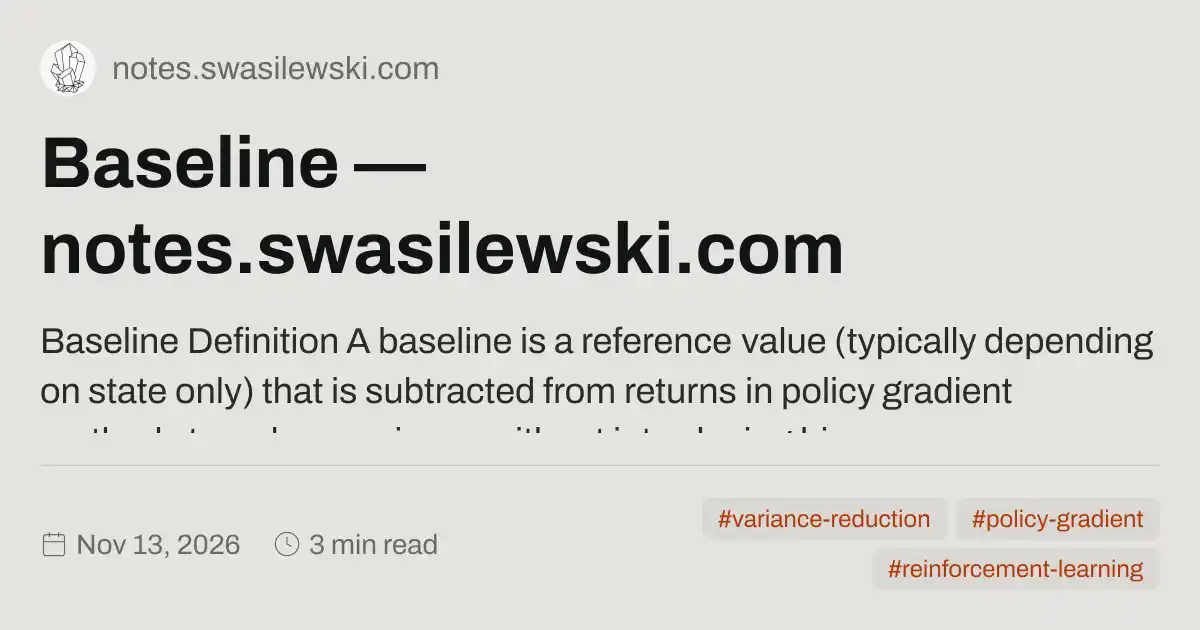 notes.swasilewski.com
Baseline —
notes.swasilewski.com
Baseline Definition A baseline is a reference value (typically depending
on state only) that is subtracted from returns in policy gradient
Nov 13, 2026
3 min read
#variance-reduction
#policy-gradient
#reinforcement-learning